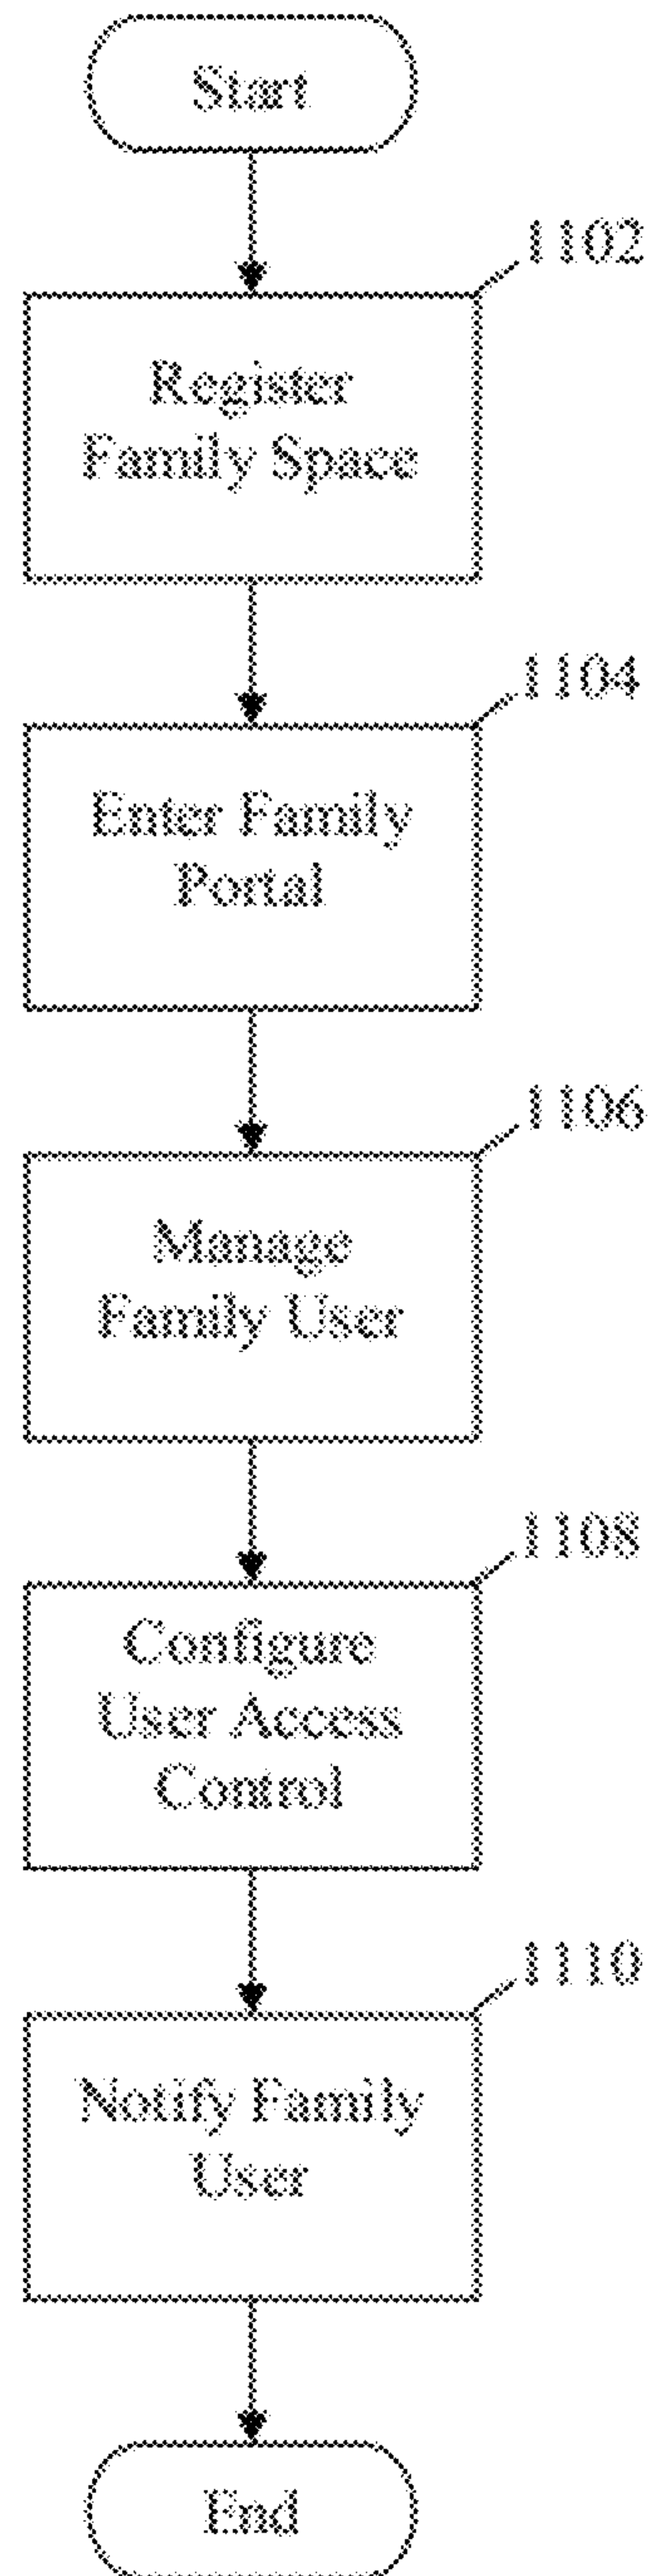 Start
1102
Register
Family Space
1104
Enter Family
Portal
1106
Manage
Family User
1108
Configure
User Access
Control
1110
Notify Family
User
End